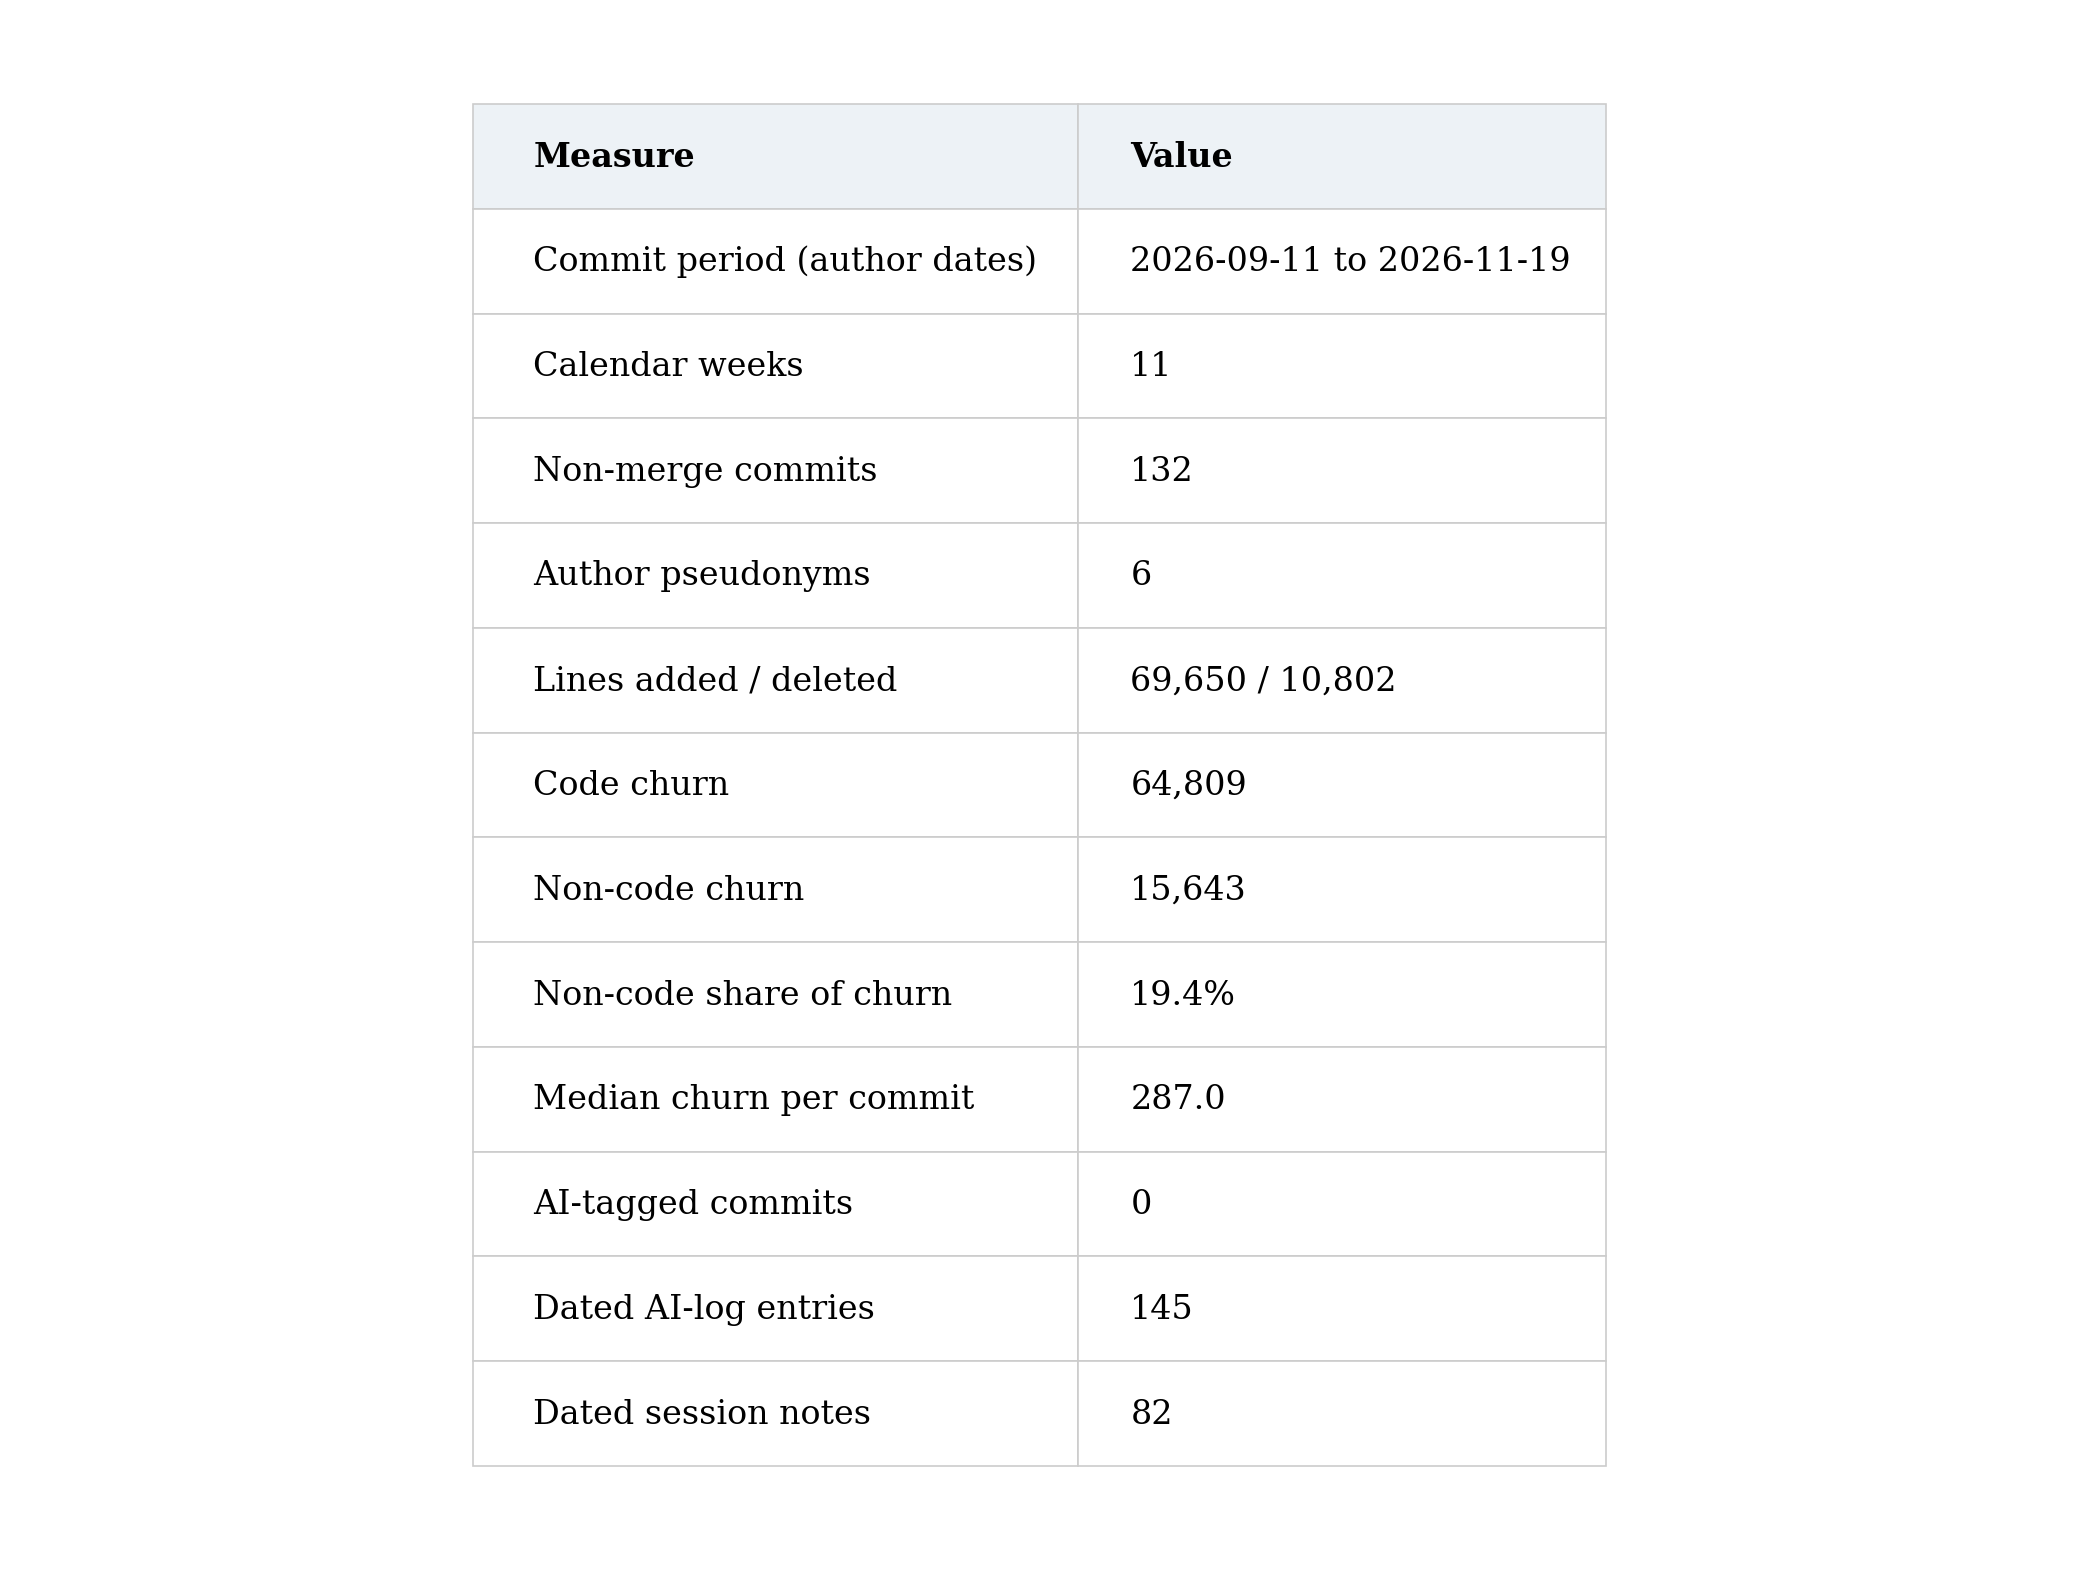 Measure Value
Commit period (author dates) 2026-09-11 to 2026-11-19
Calendar weeks 11
Non-merge commits 132
Author pseudonyms 6
Lines added / deleted 69,650 / 10,802
Code churn 64,809
Non-code churn 15,643
Non-code share of churn 19.4%
Median churn per commit 287.0
AI-tagged commits 0
Dated AI-log entries 145
Dated session notes 82